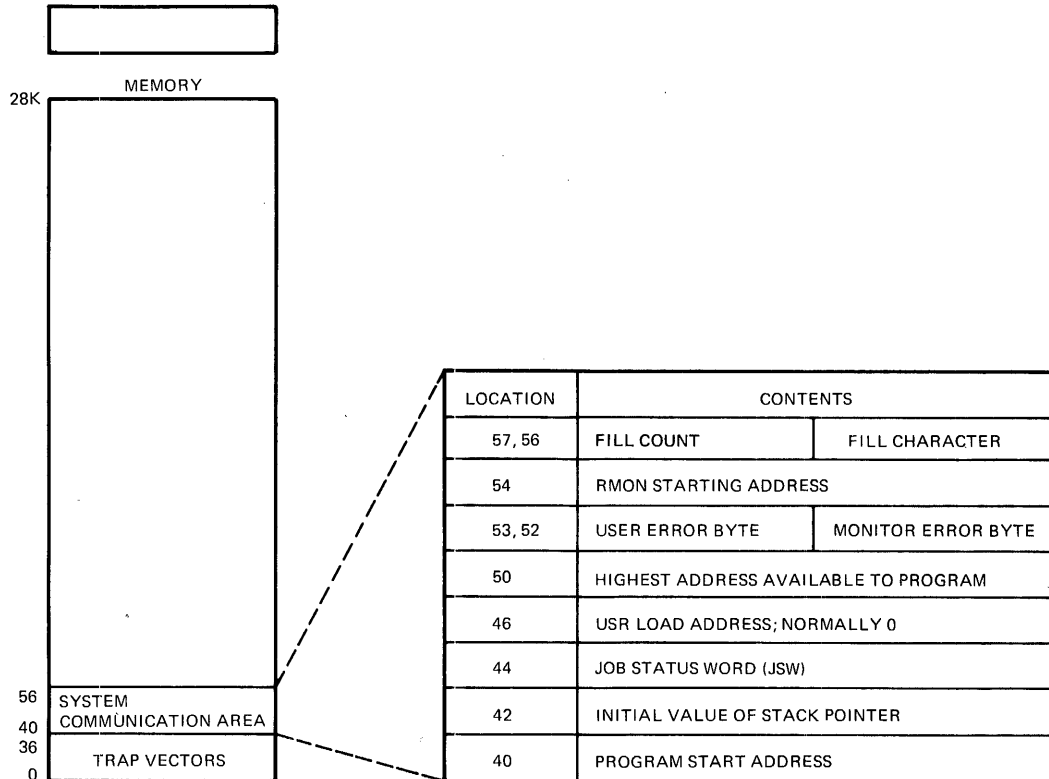 MEMORY
28K
56
SYSTEM
COMMUNICATION AREA
40
36
TRAP VECTORS
0
LOCATION CONTENTS
57, 56 FILL COUNT FILL CHARACTER
54 RMON STARTING ADDRESS
53, 52 USER ERROR BYTE MONITOR ERROR BYTE
50 HIGHEST ADDRESS AVAILABLE TO PROGRAM
46 USR LOAD ADDRESS; NORMALLY 0
44 JOB STATUS WORD (JSW)
42 INITIAL VALUE OF STACK POINTER
40 PROGRAM START ADDRESS